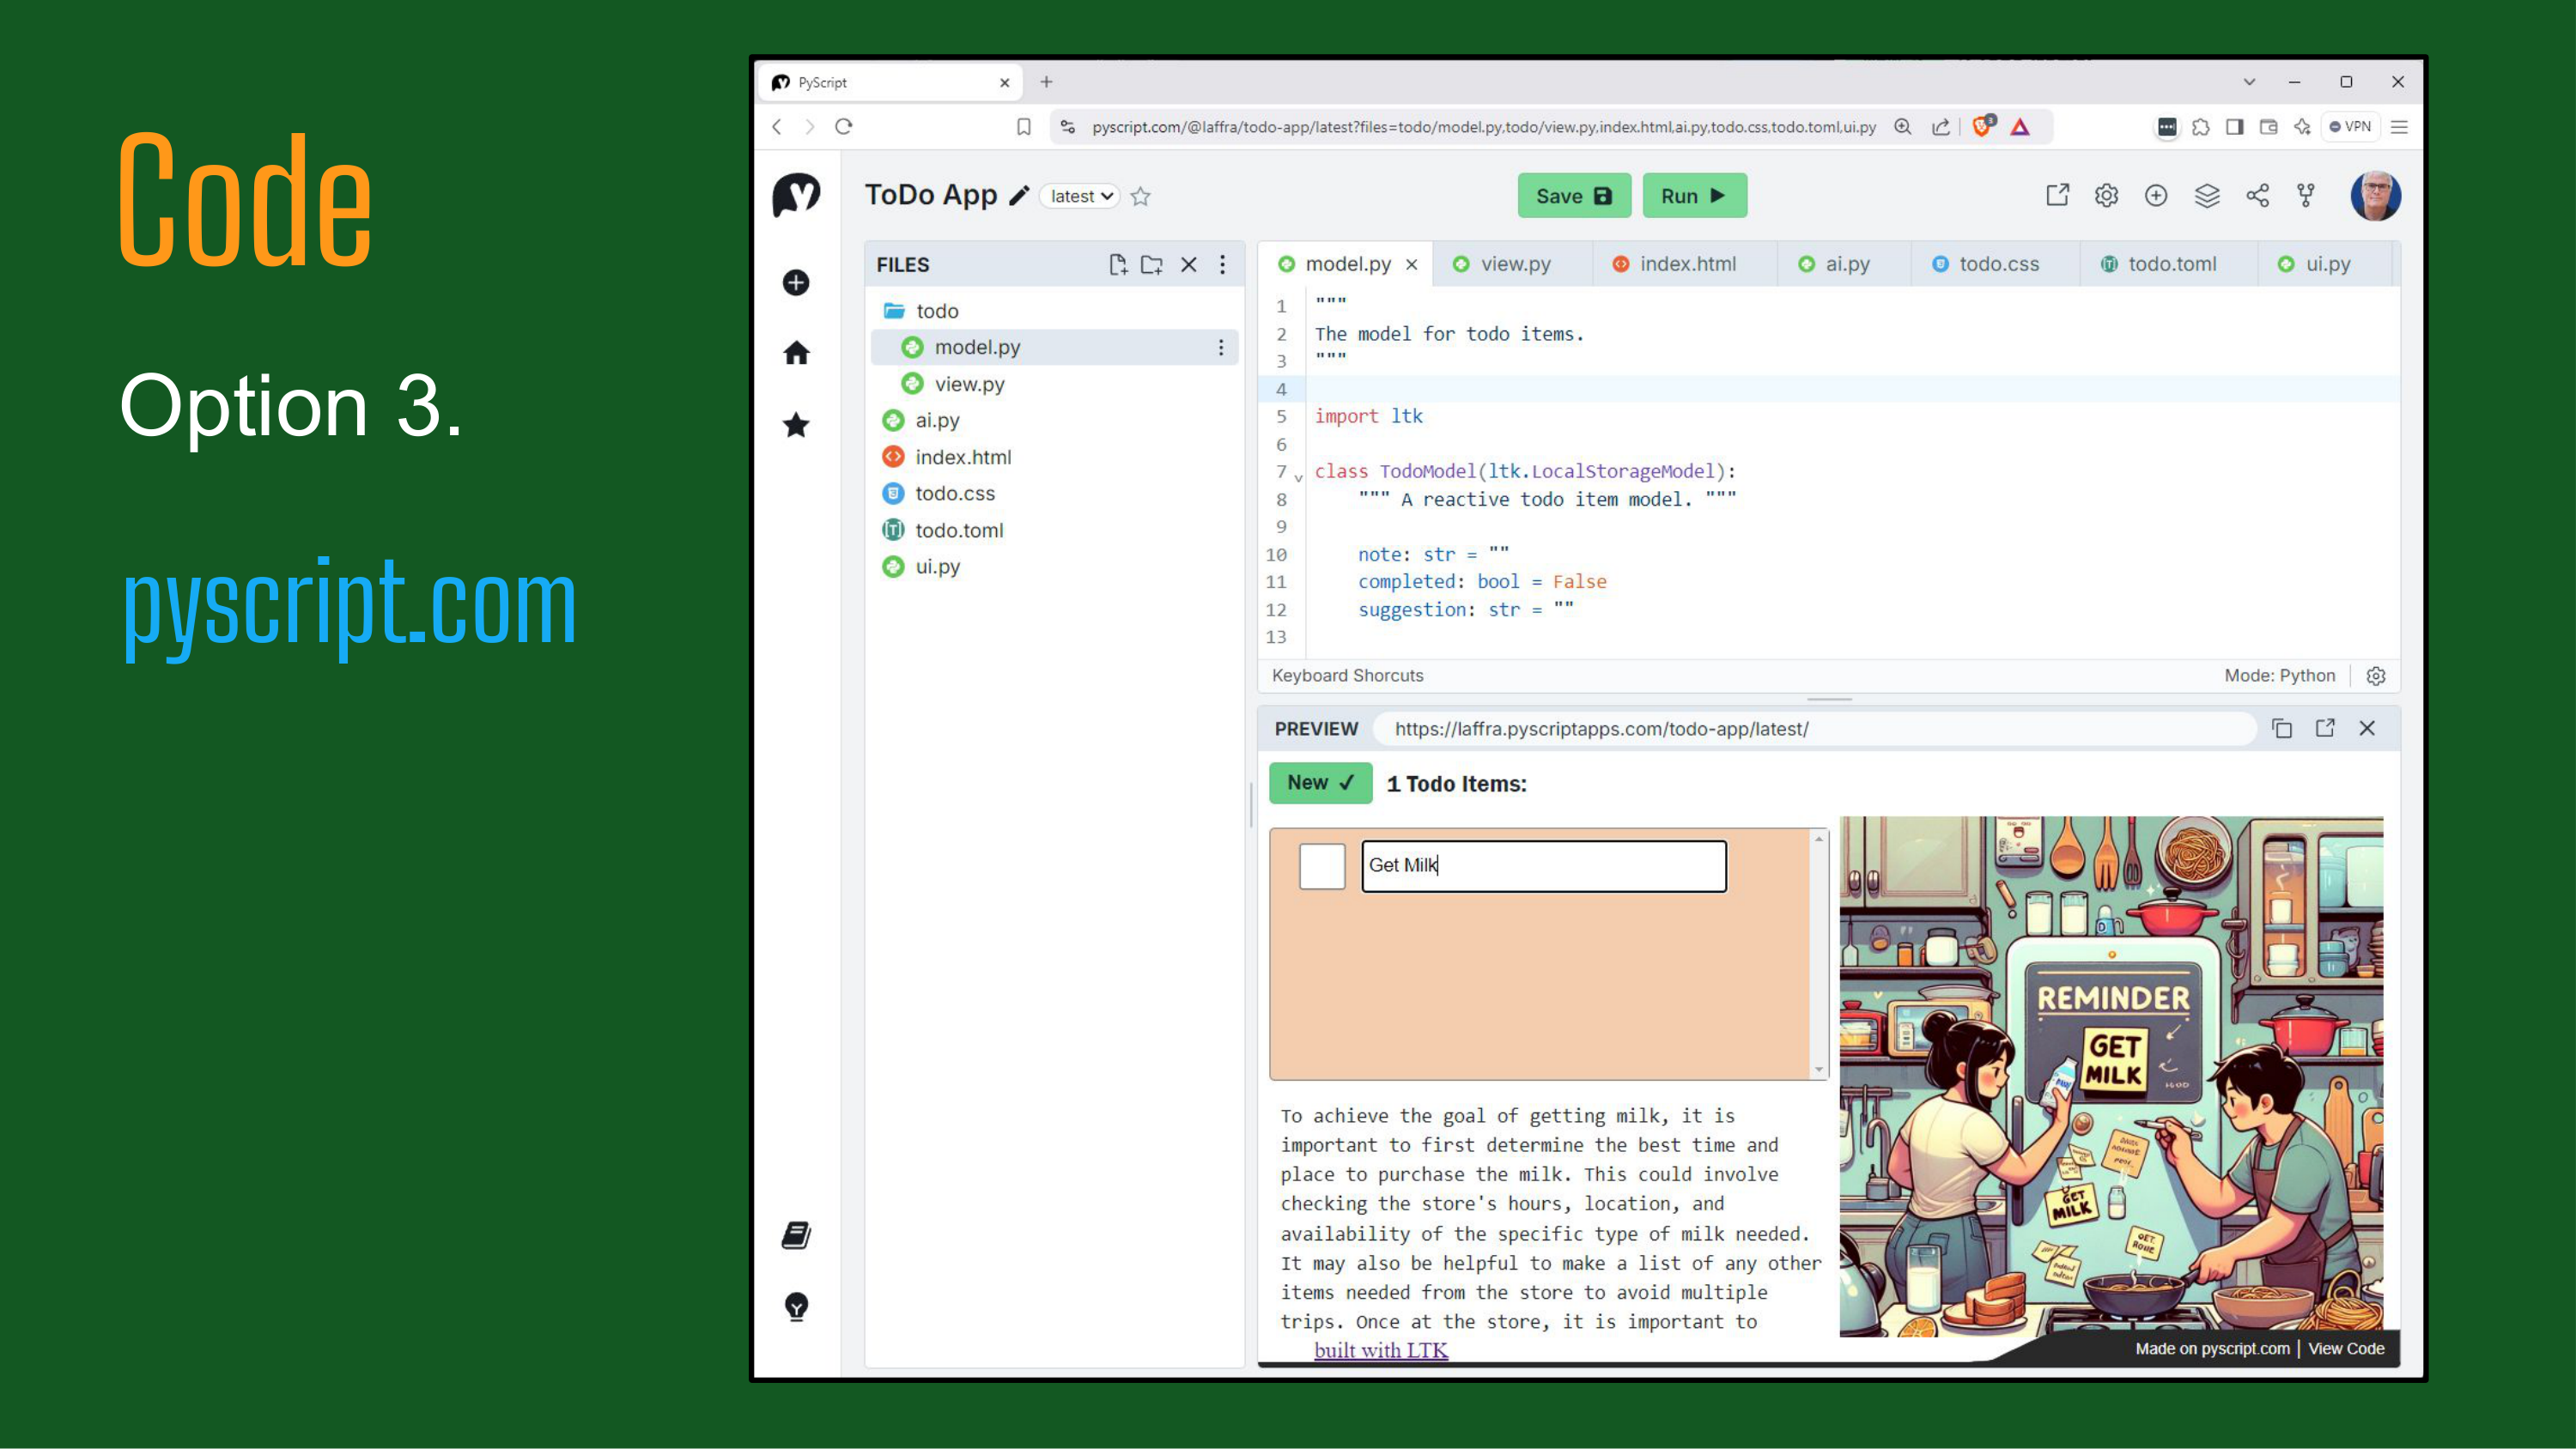 Code
Option 3.
pyscript.com
PyScript
pyscript.com/@laffra/todo-app/latest?files=todo/model.py,todo/view.py,index.html,ai.py,todo.css,todo.toml,ui.py
3
VPN
ToDo App
latest
Save
Run
FILES
todo
model.py
view.py
ai.py
index.html
todo.css
todo.toml
ui.py
model.py view.py index.html ai.py todo.css todo.toml ui.py
1 """
2 The model for todo items.
3 """
4
5 import ltk
6
7 class TodoModel(ltk.LocalStorageModel):
8 """ A reactive todo item model. """
9
10 note: str = ""
11 completed: bool = False
12 suggestion: str = ""
13
Keyboard Shorcuts
Mode: Python
PREVIEW https://laffra.pyscriptapps.com/todo-app/latest/
New 1 Todo Items:
Get Milk
To achieve the goal of getting milk, it is
important to first determine the best time and
place to purchase the milk. This could involve
checking the store's hours, location, and
availability of the specific type of milk needed.
It may also be helpful to make a list of any other
items needed from the store to avoid multiple
trips. Once at the store, it is important to
built with LTK
REMINDER
GET
MILK
GET
MILK
Made on pyscript.com | View Code